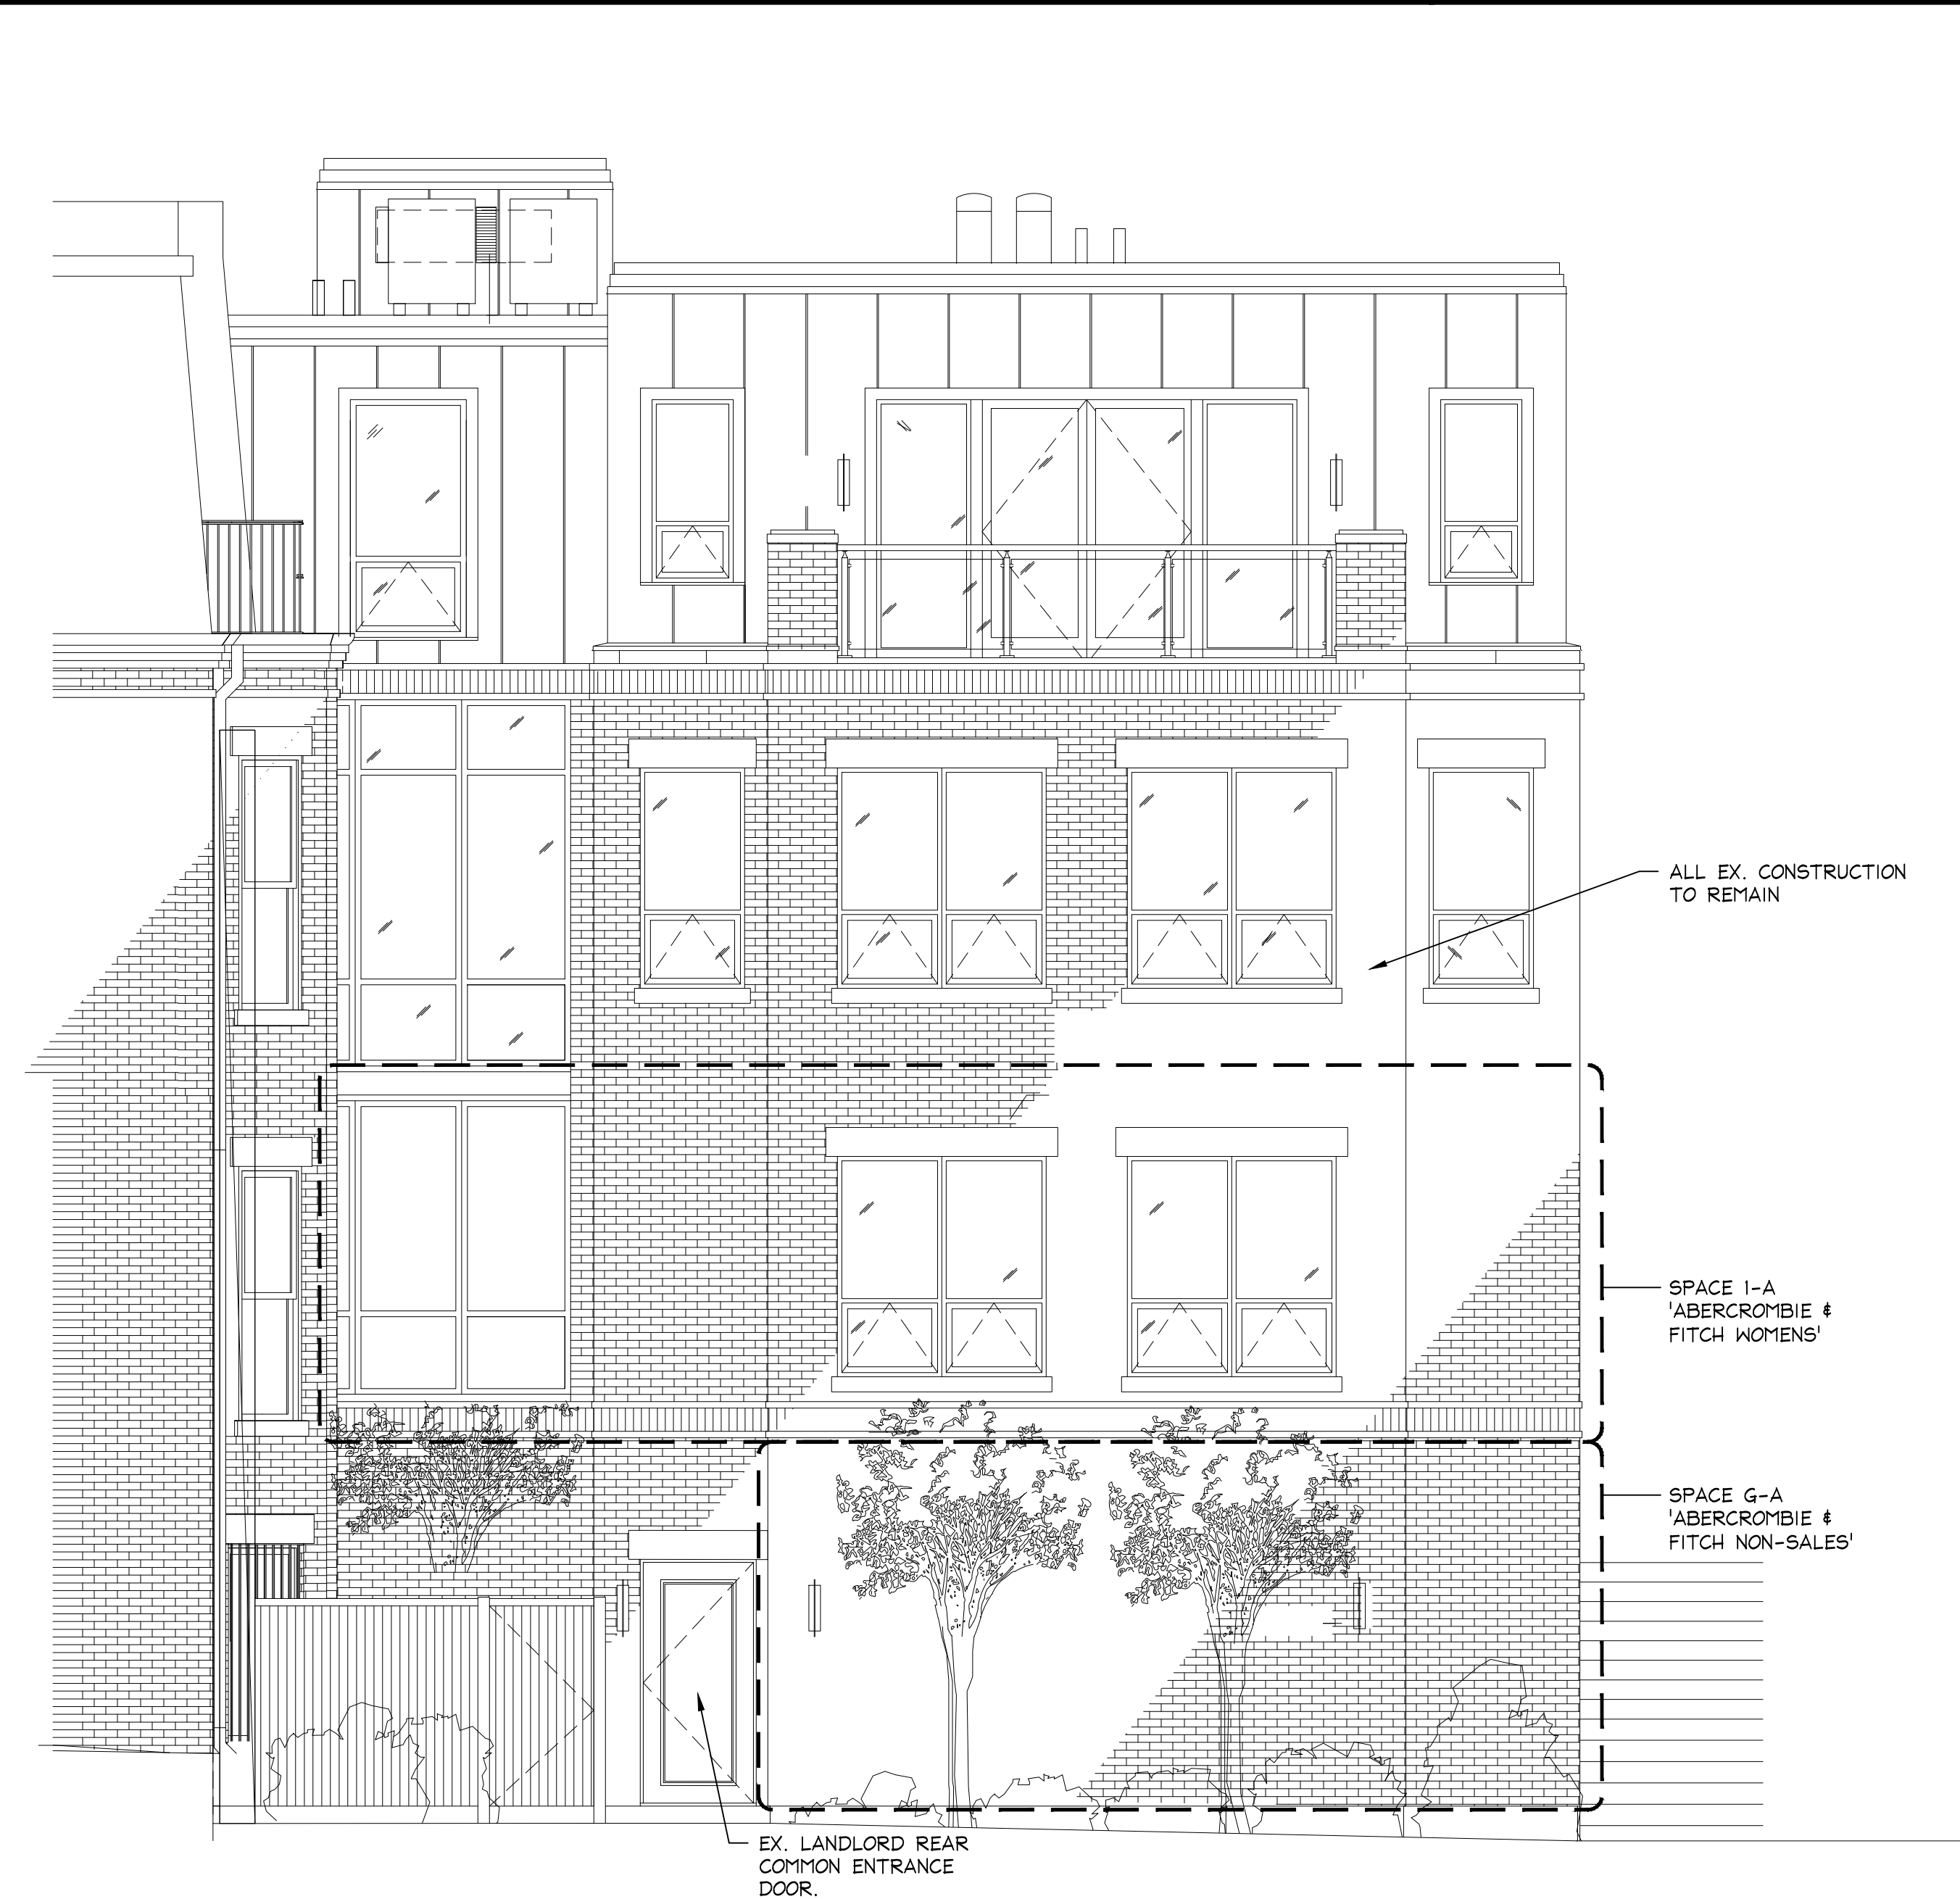 ALL EX. CONSTRUCTION
TO REMAIN
SPACE 1-A
'ABERCROMBIE &
FITCH WOMENS'
SPACE G-A
'ABERCROMBIE &
FITCH NON-SALES'
EX. LANDLORD REAR
COMMON ENTRANCE
DOOR.